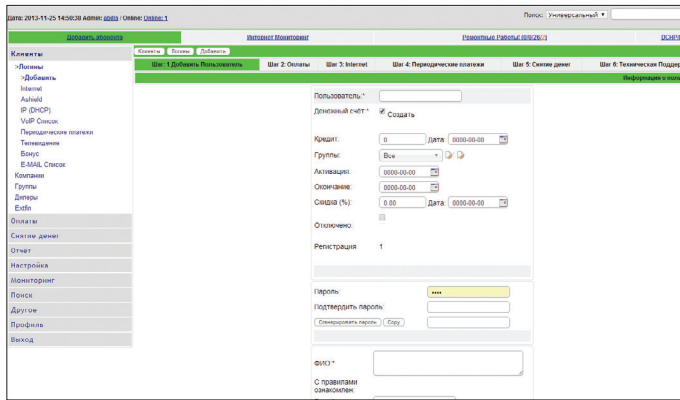 Дата: 2013-11-25 14:50:38 Admin: abills / Online: Online: 1
Поиск: Универсальный
Добавить абонента Интернет Мониторинг Ремонтные Работы! (0/0/26/) DCHP/
Клиенты Логины Добавить
Клиенты
>Логины
>Добавить
Internet
Ashield
IP (DHCP)
VoIP Список
Периодические платежи
Телевидение
Бонус
E-MAIL Список
Компании
Группы
Диллеры
Extfin
Оплаты
Снятие денег
Отчёт
Настройка
Мониторинг
Поиск
Другое
Профиль
Выход
Шаг: 1 Добавить Пользователь Шаг 2: Оплаты Шаг 3: Internet Шаг 4: Периодические платежи Шаг 5: Снятие денег Шаг 6: Техническая Поддер
Информация о поль
Пользователь:*
Денежный счёт:* Создать
Кредит: 0 Дата: 0000-00-00
Группы: Все
Активация: 0000-00-00
Окончание: 0000-00-00
Скидка (%): 0.00 Дата: 0000-00-00
Отключено:
Регистрация 1
Пароль: ••••
Подтвердить пароль:
Сгенерировать пароль Copy
ФИО:*
С правилами
ознакомлен: